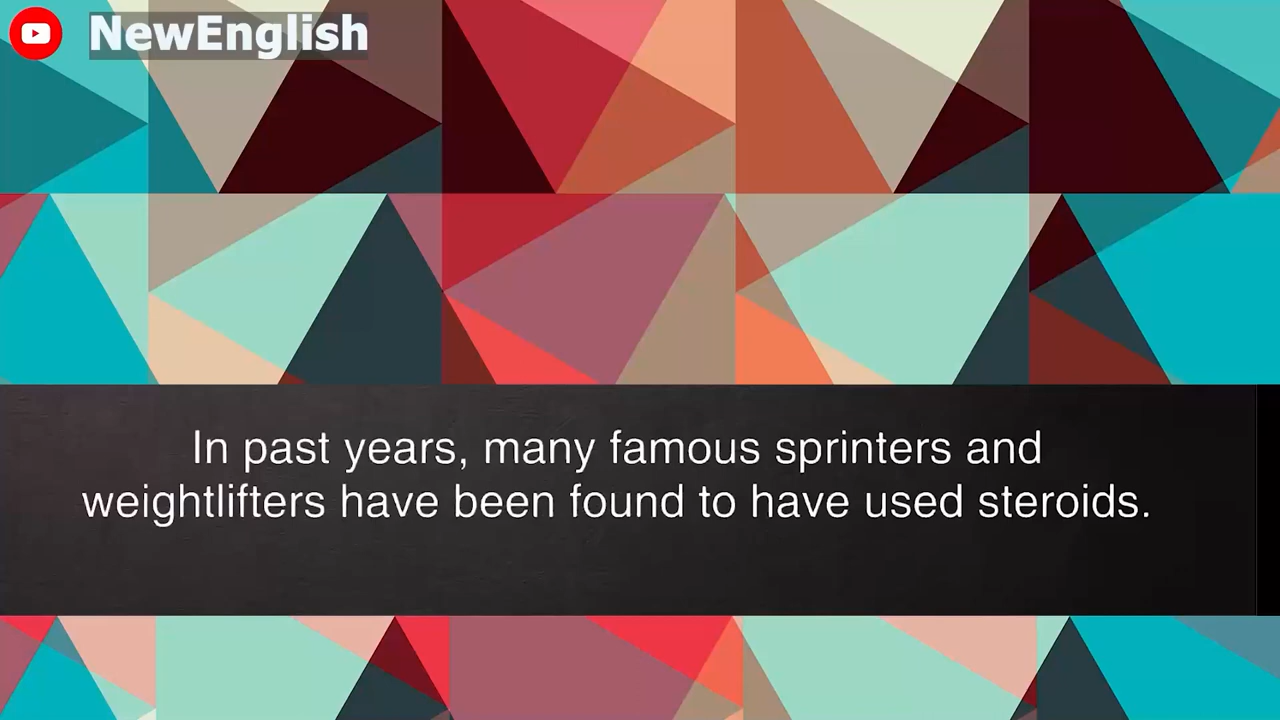 NewEnglish
In past years, many famous sprinters and
weightlifters have been found to have used steroids.